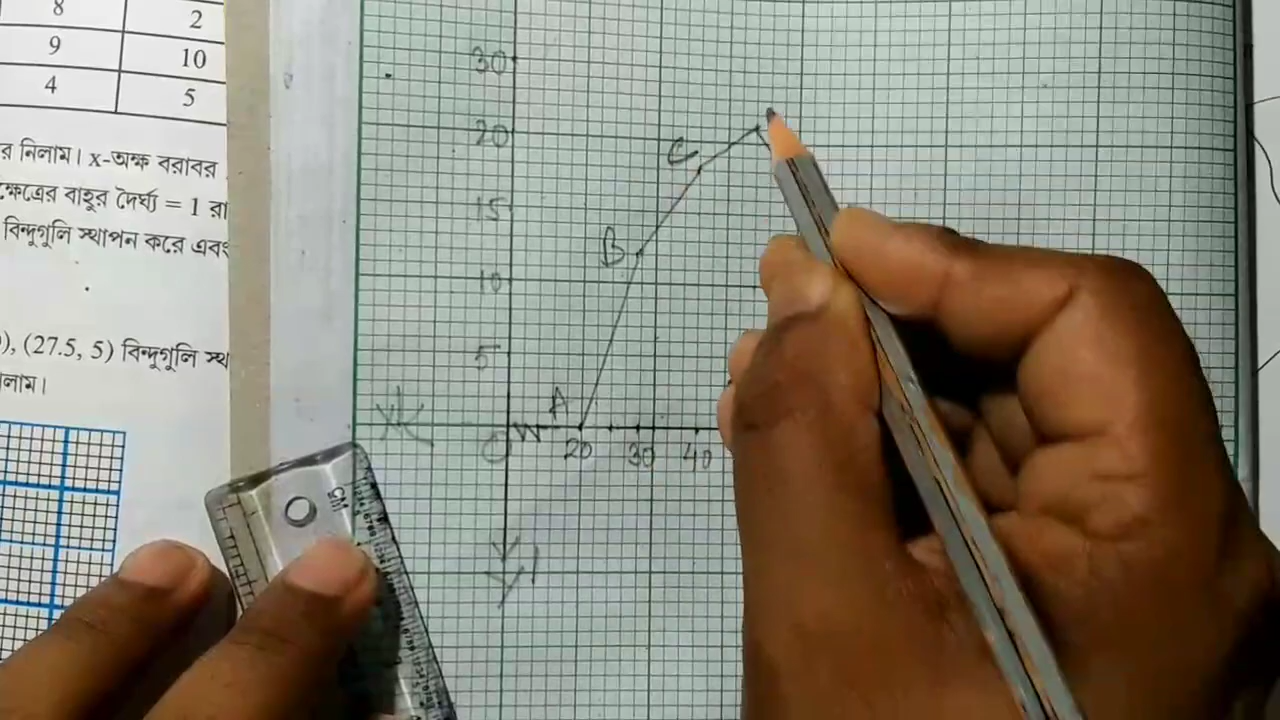 8 2
9 10
4 5
র নিলাম। x-অক্ষ বরাবর
ক্ষেত্রের বাহুর দৈর্ঘ্য = 1 রা
বিন্দুগুলি স্থাপন করে এবং
), (27.5, 5) বিন্দুগুলি স্থ
লাম।
30
20
C
15
B
10
5
A
X'
O
20 30 40
Y'